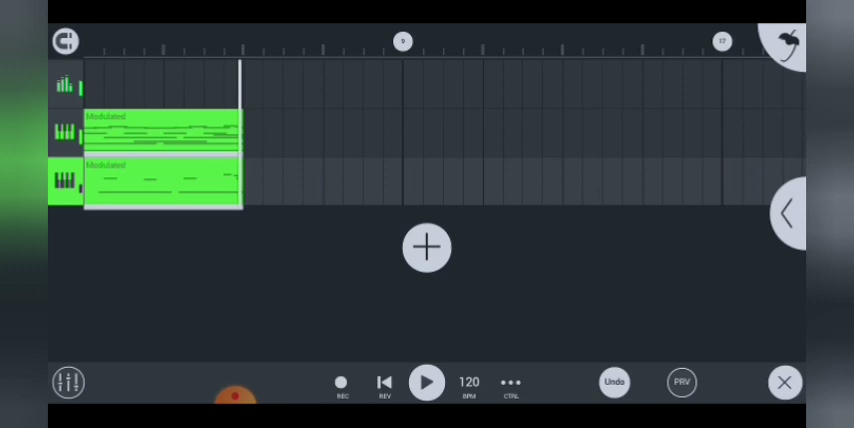 9
17
Modulated
Modulated
120
REC
REV
BPM
CTRL
Undo
PRV